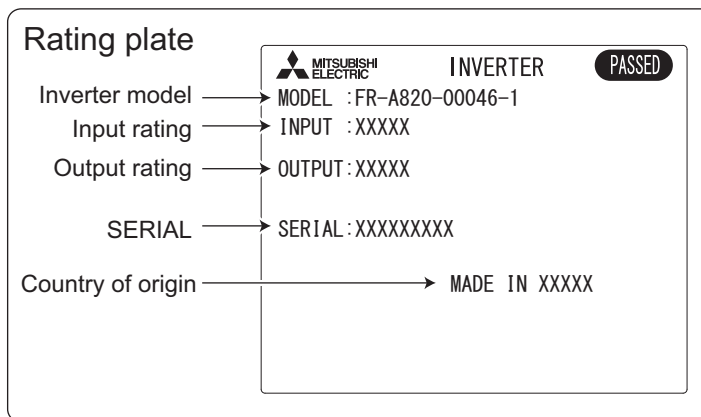 Rating plate
MITSUBISHI
ELECTRIC
INVERTER
PASSED
Inverter model
MODEL :FR-A820-00046-1
Input rating
INPUT :XXXXX
Output rating
OUTPUT:XXXXX
SERIAL
SERIAL:XXXXXXXXX
Country of origin
MADE IN XXXXX